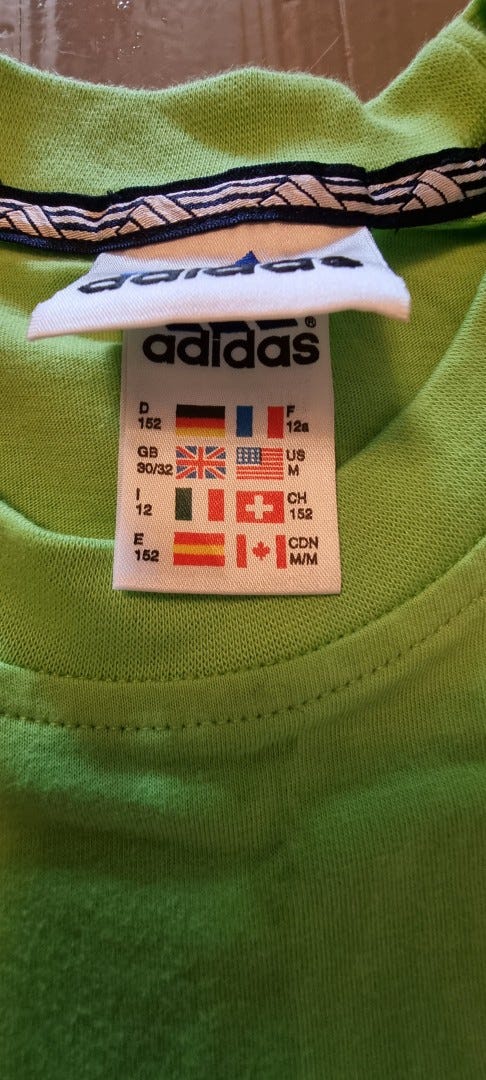 adidas
adidas®
D 152 F 12a
GB 30/32 US M
I 12 CH 152
E 152 CDN M/M